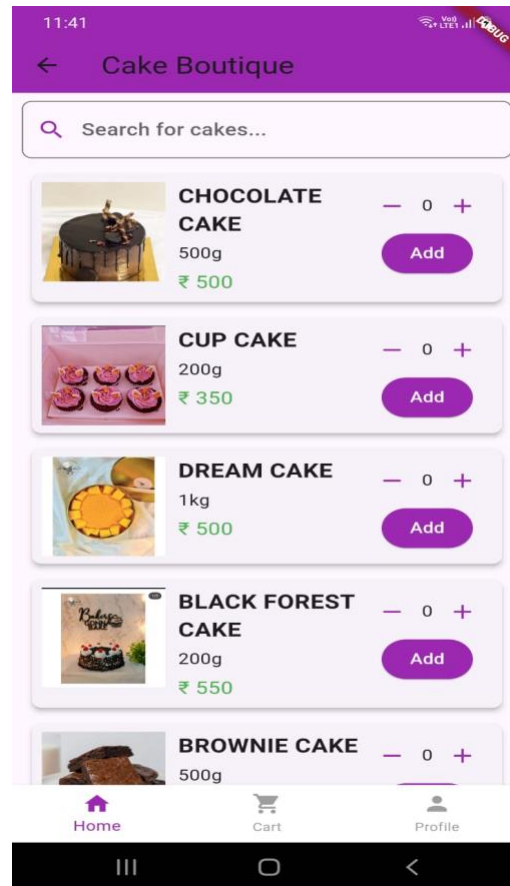 11:41
DEBUG
Cake Boutique
Search for cakes...
CHOCOLATE
CAKE
500g
₹ 500
0
Add
CUP CAKE
200g
₹ 350
0
Add
DREAM CAKE
1kg
₹ 500
0
Add
BLACK FOREST
CAKE
200g
₹ 550
0
Add
BROWNIE CAKE
500g
0
Home
Cart
Profile